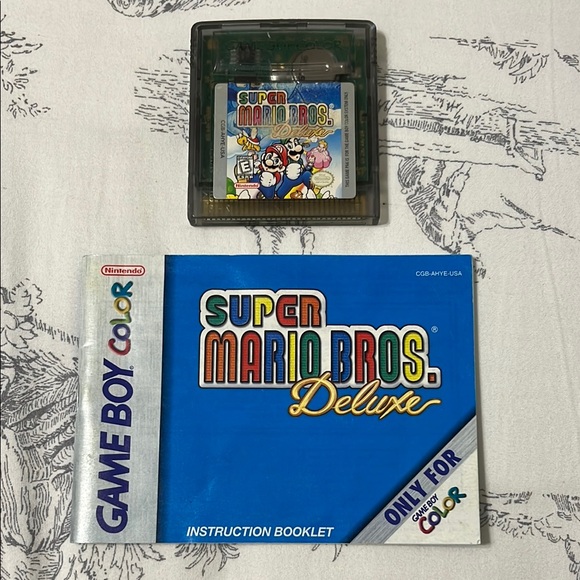 SUPER
MARIO BROS.
Deluxe
CGB-AHYE-USA
E
Nintendo
Nintendo
GAME BOY COLOR
CGB-AHYE-USA
SUPER
MARIO BROS.®
Deluxe
ONLY FOR
GAME BOY
COLOR
INSTRUCTION BOOKLET